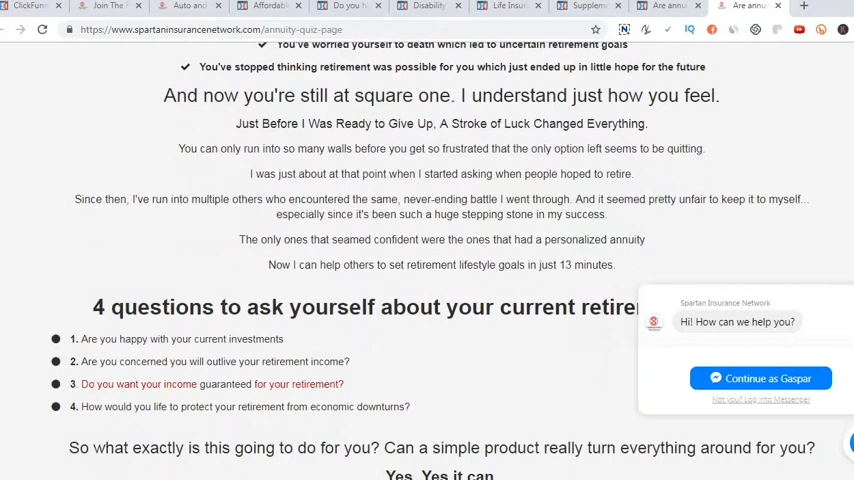 ClickFunn
Join The
Auto and
Affordabl
Do you h
Disability
Life Insur
Supplem
Are annu
Are annu
https://www.spartaninsurancenetwork.com/annuity-quiz-page
You've worried yourself to death which led to uncertain retirement goals
You've stopped thinking retirement was possible for you which just ended up in little hope for the future
And now you're still at square one. I understand just how you feel.
Just Before I Was Ready to Give Up, A Stroke of Luck Changed Everything.
You can only run into so many walls before you get so frustrated that the only option left seems to be quitting.
I was just about at that point when I started asking when people hoped to retire.
Since then, I've run into multiple others who encountered the same, never-ending battle I went through. And it seemed pretty unfair to keep it to myself...
especially since it's been such a huge stepping stone in my success.
The only ones that seamed confident were the ones that had a personalized annuity
Now I can help others to set retirement lifestyle goals in just 13 minutes.
4 questions to ask yourself about your current retire
1. Are you happy with your current investments
2. Are you concerned you will outlive your retirement income?
3. Do you want your income guaranteed for your retirement?
4. How would you life to protect your retirement from economic downturns?
Spartan Insurance Network
Hi! How can we help you?
Continue as Gaspar
Not you? Log into Messenger
So what exactly is this going to do for you? Can a simple product really turn everything around for you?
Yes, Yes it can